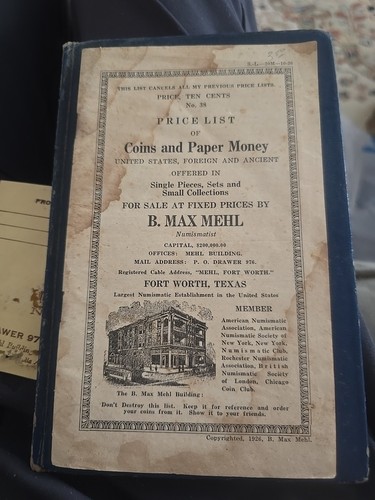 THIS LIST CANCELS ALL MY PREVIOUS PRICE LISTS
PRICE, TEN CENTS
No. 38
PRICE LIST
OF
Coins and Paper Money
UNITED STATES, FOREIGN AND ANCIENT
OFFERED IN
Single Pieces, Sets and
Small Collections
FOR SALE AT FIXED PRICES BY
B. MAX MEHL
Numismatist
CAPITAL, $200,000.00
OFFICES: MEHL BUILDING.
MAIL ADDRESS: P. O. DRAWER 976.
Registered Cable Address, "MEHL, FORT WORTH."
FORT WORTH, TEXAS
Largest Numismatic Establishment in the United States
MEMBER
American Numismatic
Association, American
Numismatic Society of
New York, New York
Numismatic Club,
Rochester Numismatic
Association, British
Numismatic Society
of London, Chicago
Coin Club.
The B. Max Mehl Building:
Don't Destroy this list. Keep it for reference and order
your coins from it. Show it to your friends.
Copyrighted, 1926, B. Max Mehl.
PRO
AWER 97